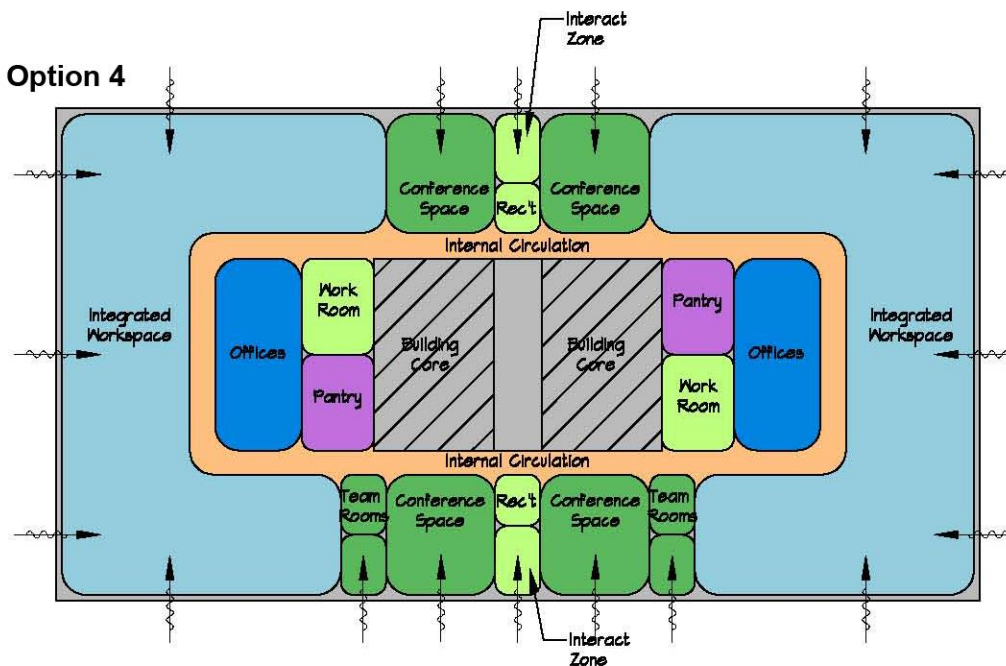 Interact
Zone
Option 4
Conference
Space
Rec't
Conference
Space
Internal Circulation
Integrated
Workspace
Offices
Work
Room
Pantry
Building
Core
Building
Core
Pantry
Work
Room
Offices
Integrated
Workspace
Internal Circulation
Team
Rooms
Conference
Space
Rec't
Conference
Space
Team
Rooms
Interact
Zone